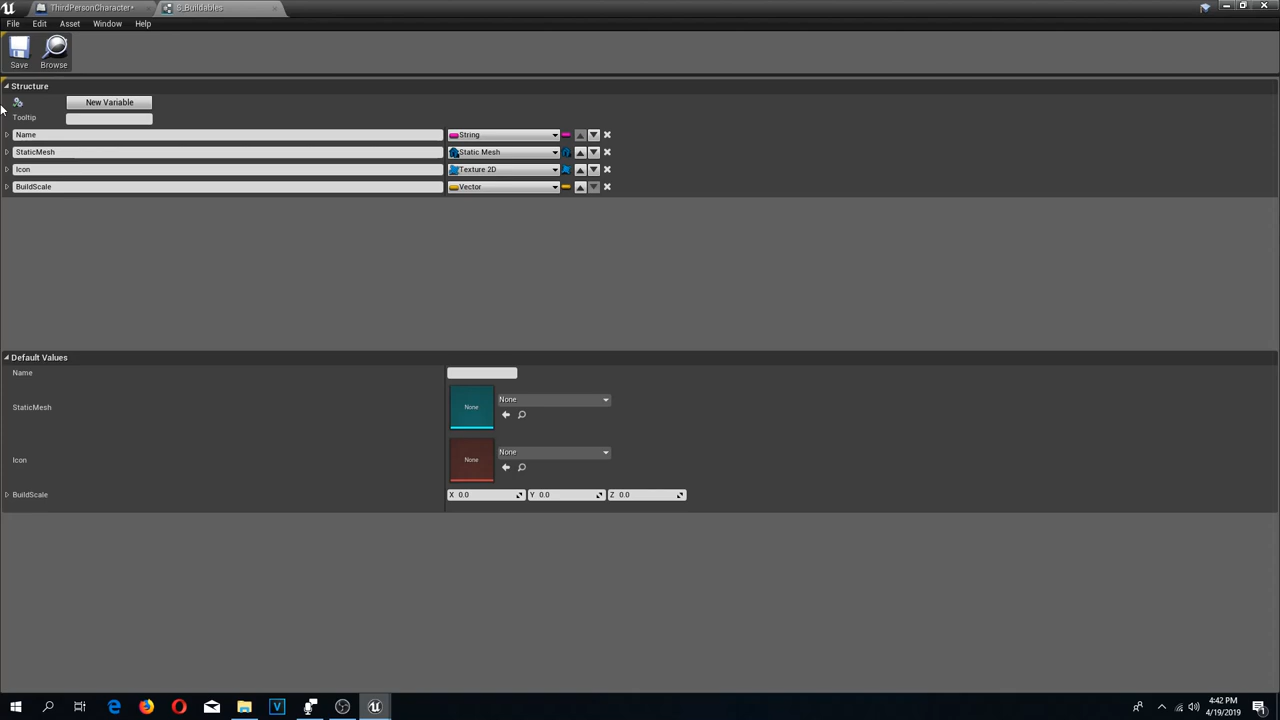 ThirdPersonCharacter*
S_Buildables
File Edit Asset Window Help
Save Browse
Structure
New Variable
Tooltip
Name String
StaticMesh Static Mesh
Icon Texture 2D
BuildScale Vector
Default Values
Name
StaticMesh None None
Icon None None
BuildScale X 0.0 Y 0.0 Z 0.0
4:42 PM
4/19/2019